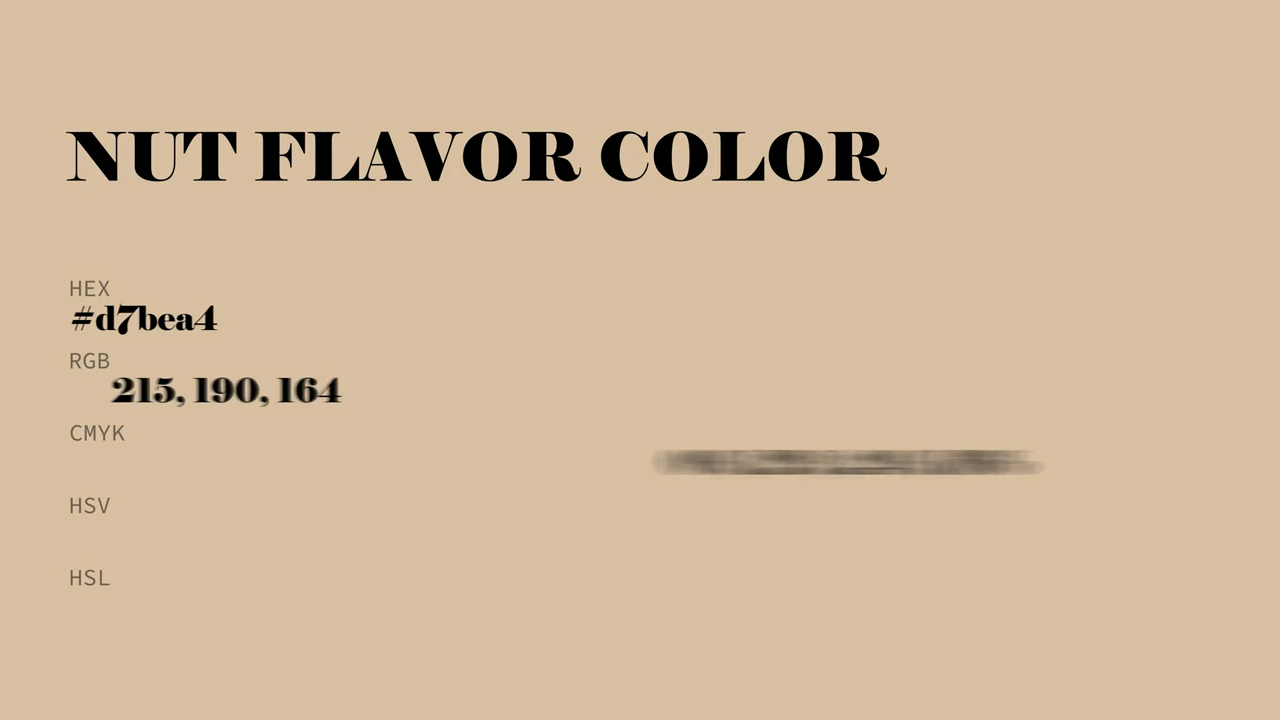 NUT FLAVOR COLOR
HEX
#d7bea4
RGB
215, 190, 164
CMYK
HSV
HSL